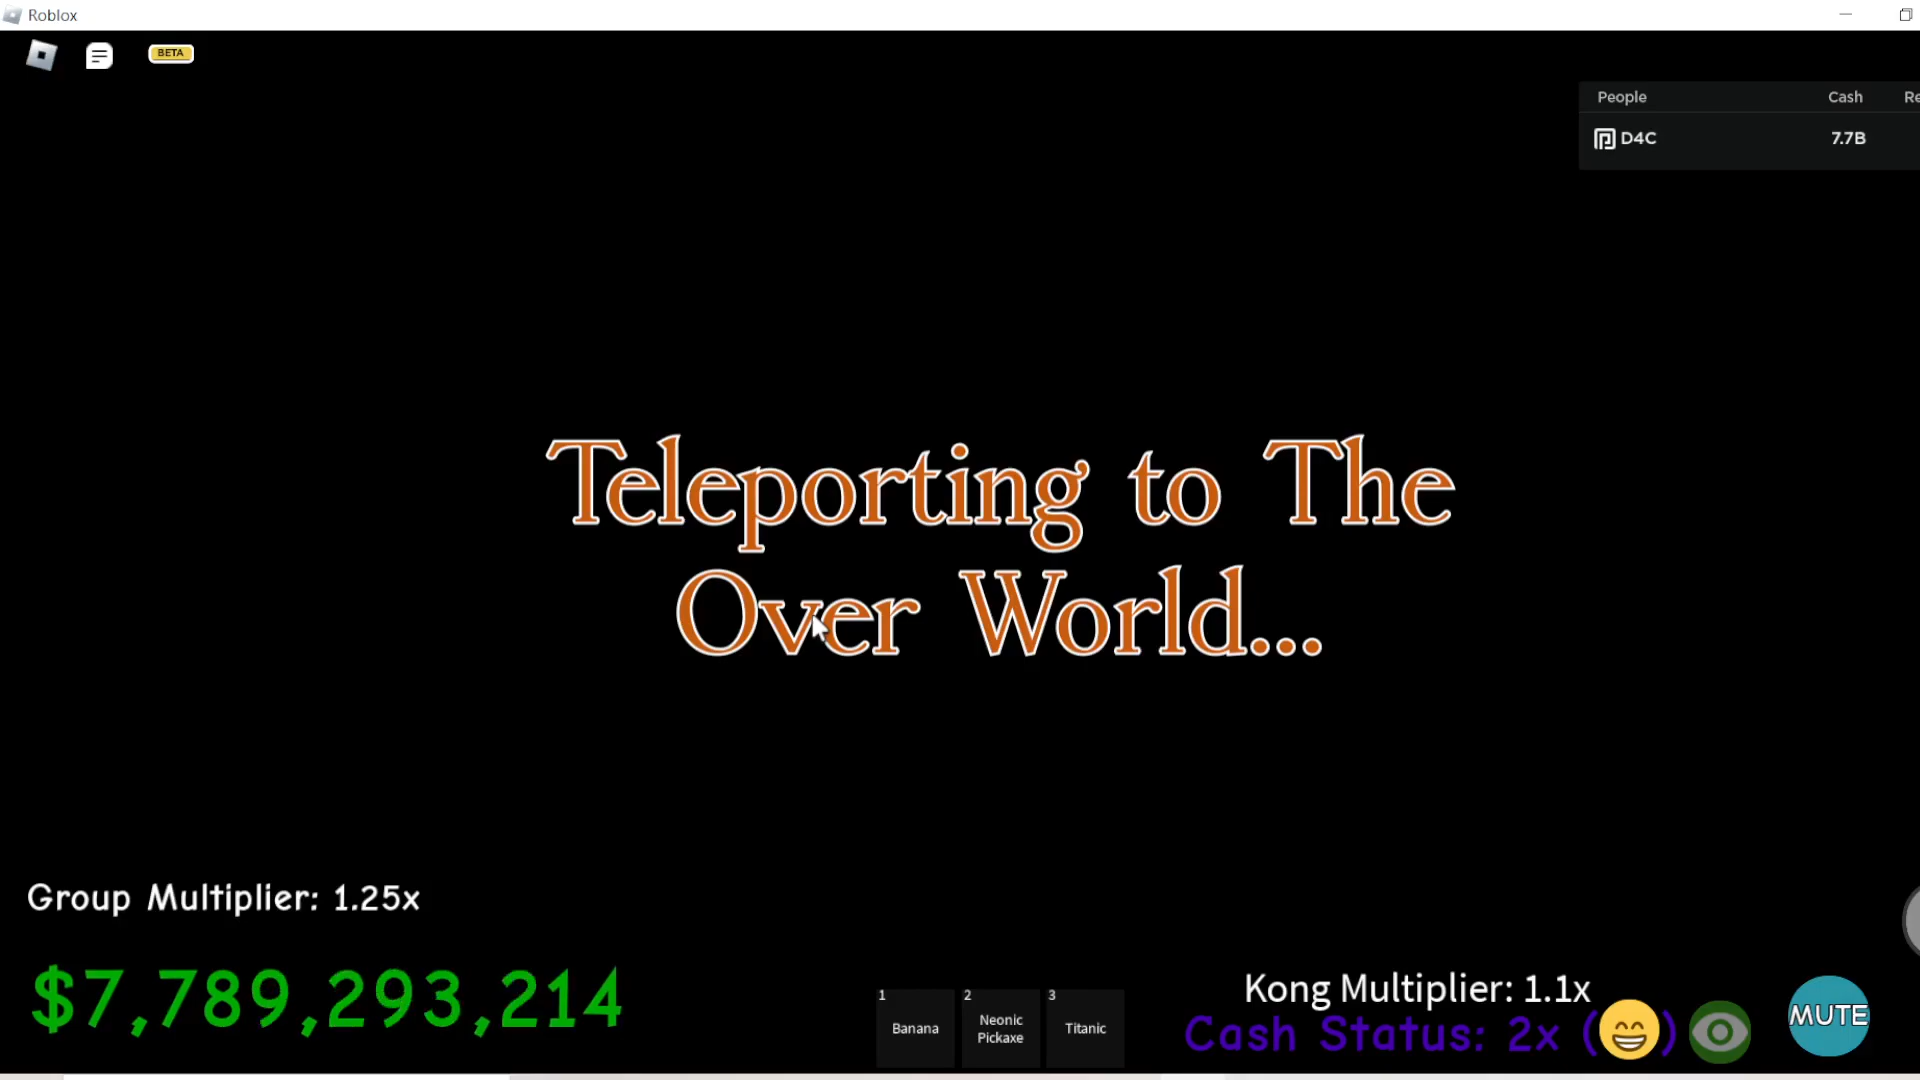 Roblox
BETA
People Cash Re
D4C 7.7B
Teleporting to The
Over World...
Group Multiplier: 1.25x
$7,789,293,214
1
Banana
2
Neonic
Pickaxe
3
Titanic
Kong Multiplier: 1.1x
Cash Status: 2x (😁)
MUTE